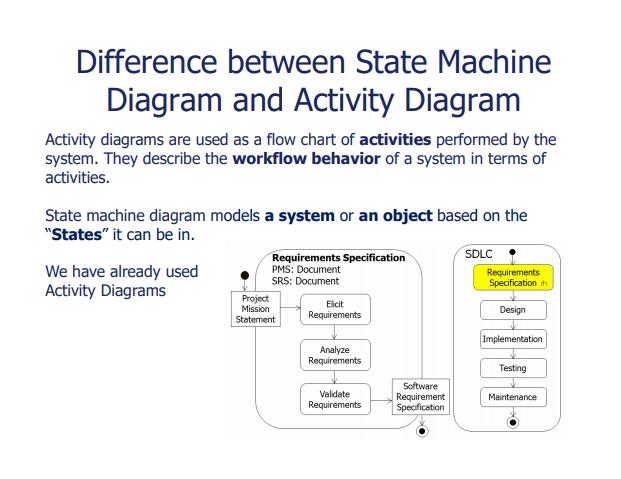 Difference between State Machine
Diagram and Activity Diagram
Activity diagrams are used as a flow chart of activities performed by the
system. They describe the workflow behavior of a system in terms of
activities.
State machine diagram models a system or an object based on the
“States” it can be in.
We have already used
Activity Diagrams
Requirements Specification
PMS: Document
SRS: Document
Project
Mission
Statement
Elicit
Requirements
Analyze
Requirements
Validate
Requirements
Software
Requirement
Specification
SDLC
Requirements
Specification
Design
Implementation
Testing
Maintenance